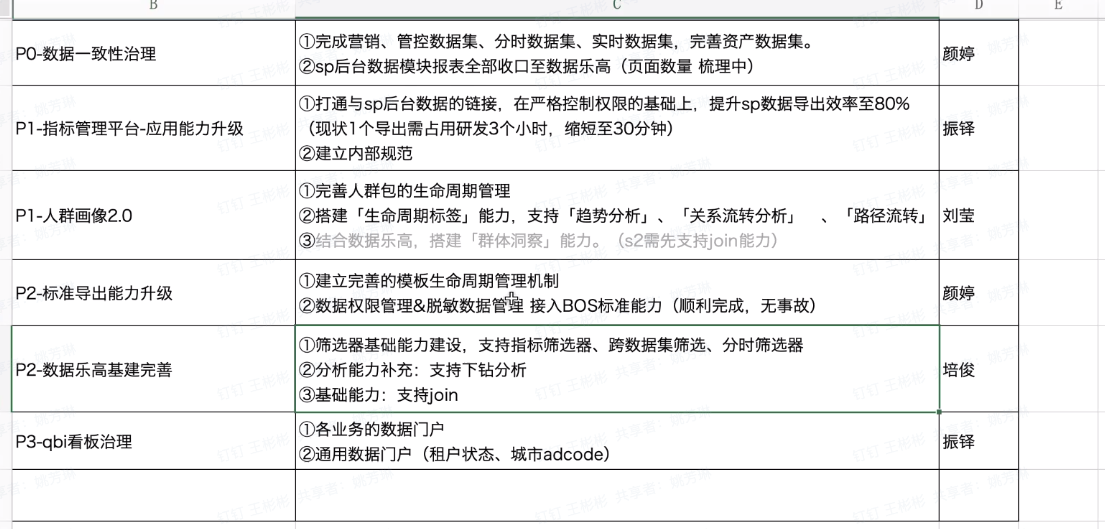 B C D E
P0-数据一致性治理
①完成营销、管控数据集、分时数据集、实时数据集，完善资产数据集。
②sp后台数据模块报表全部收口至数据乐高（页面数量 梳理中）
颜婷
P1-指标管理平台-应用能力升级
①打通与sp后台数据的链接，在严格控制权限的基础上，提升sp数据导出效率至80%
（现状1个导出需占用研发3个小时，缩短至30分钟）
②建立内部规范
振铎
P1-人群画像2.0
①完善人群包的生命周期管理
②搭建「生命周期标签」能力，支持「趋势分析」、「关系流转分析」 、「路径流转」
③结合数据乐高，搭建「群体洞察」能力。（s2需先支持join能力）
刘莹
P2-标准导出能力升级
①建立完善的模板生命周期管理机制
②数据权限管理&脱敏数据管理 接入BOS标准能力（顺利完成，无事故）
颜婷
P2-数据乐高基建完善
①筛选器基础能力建设，支持指标筛选器、跨数据集筛选、分时筛选器
②分析能力补充：支持下钻分析
③基础能力：支持join
培俊
P3-qbi看板治理
①各业务的数据门户
②通用数据门户（租户状态、城市adcode）
振铎